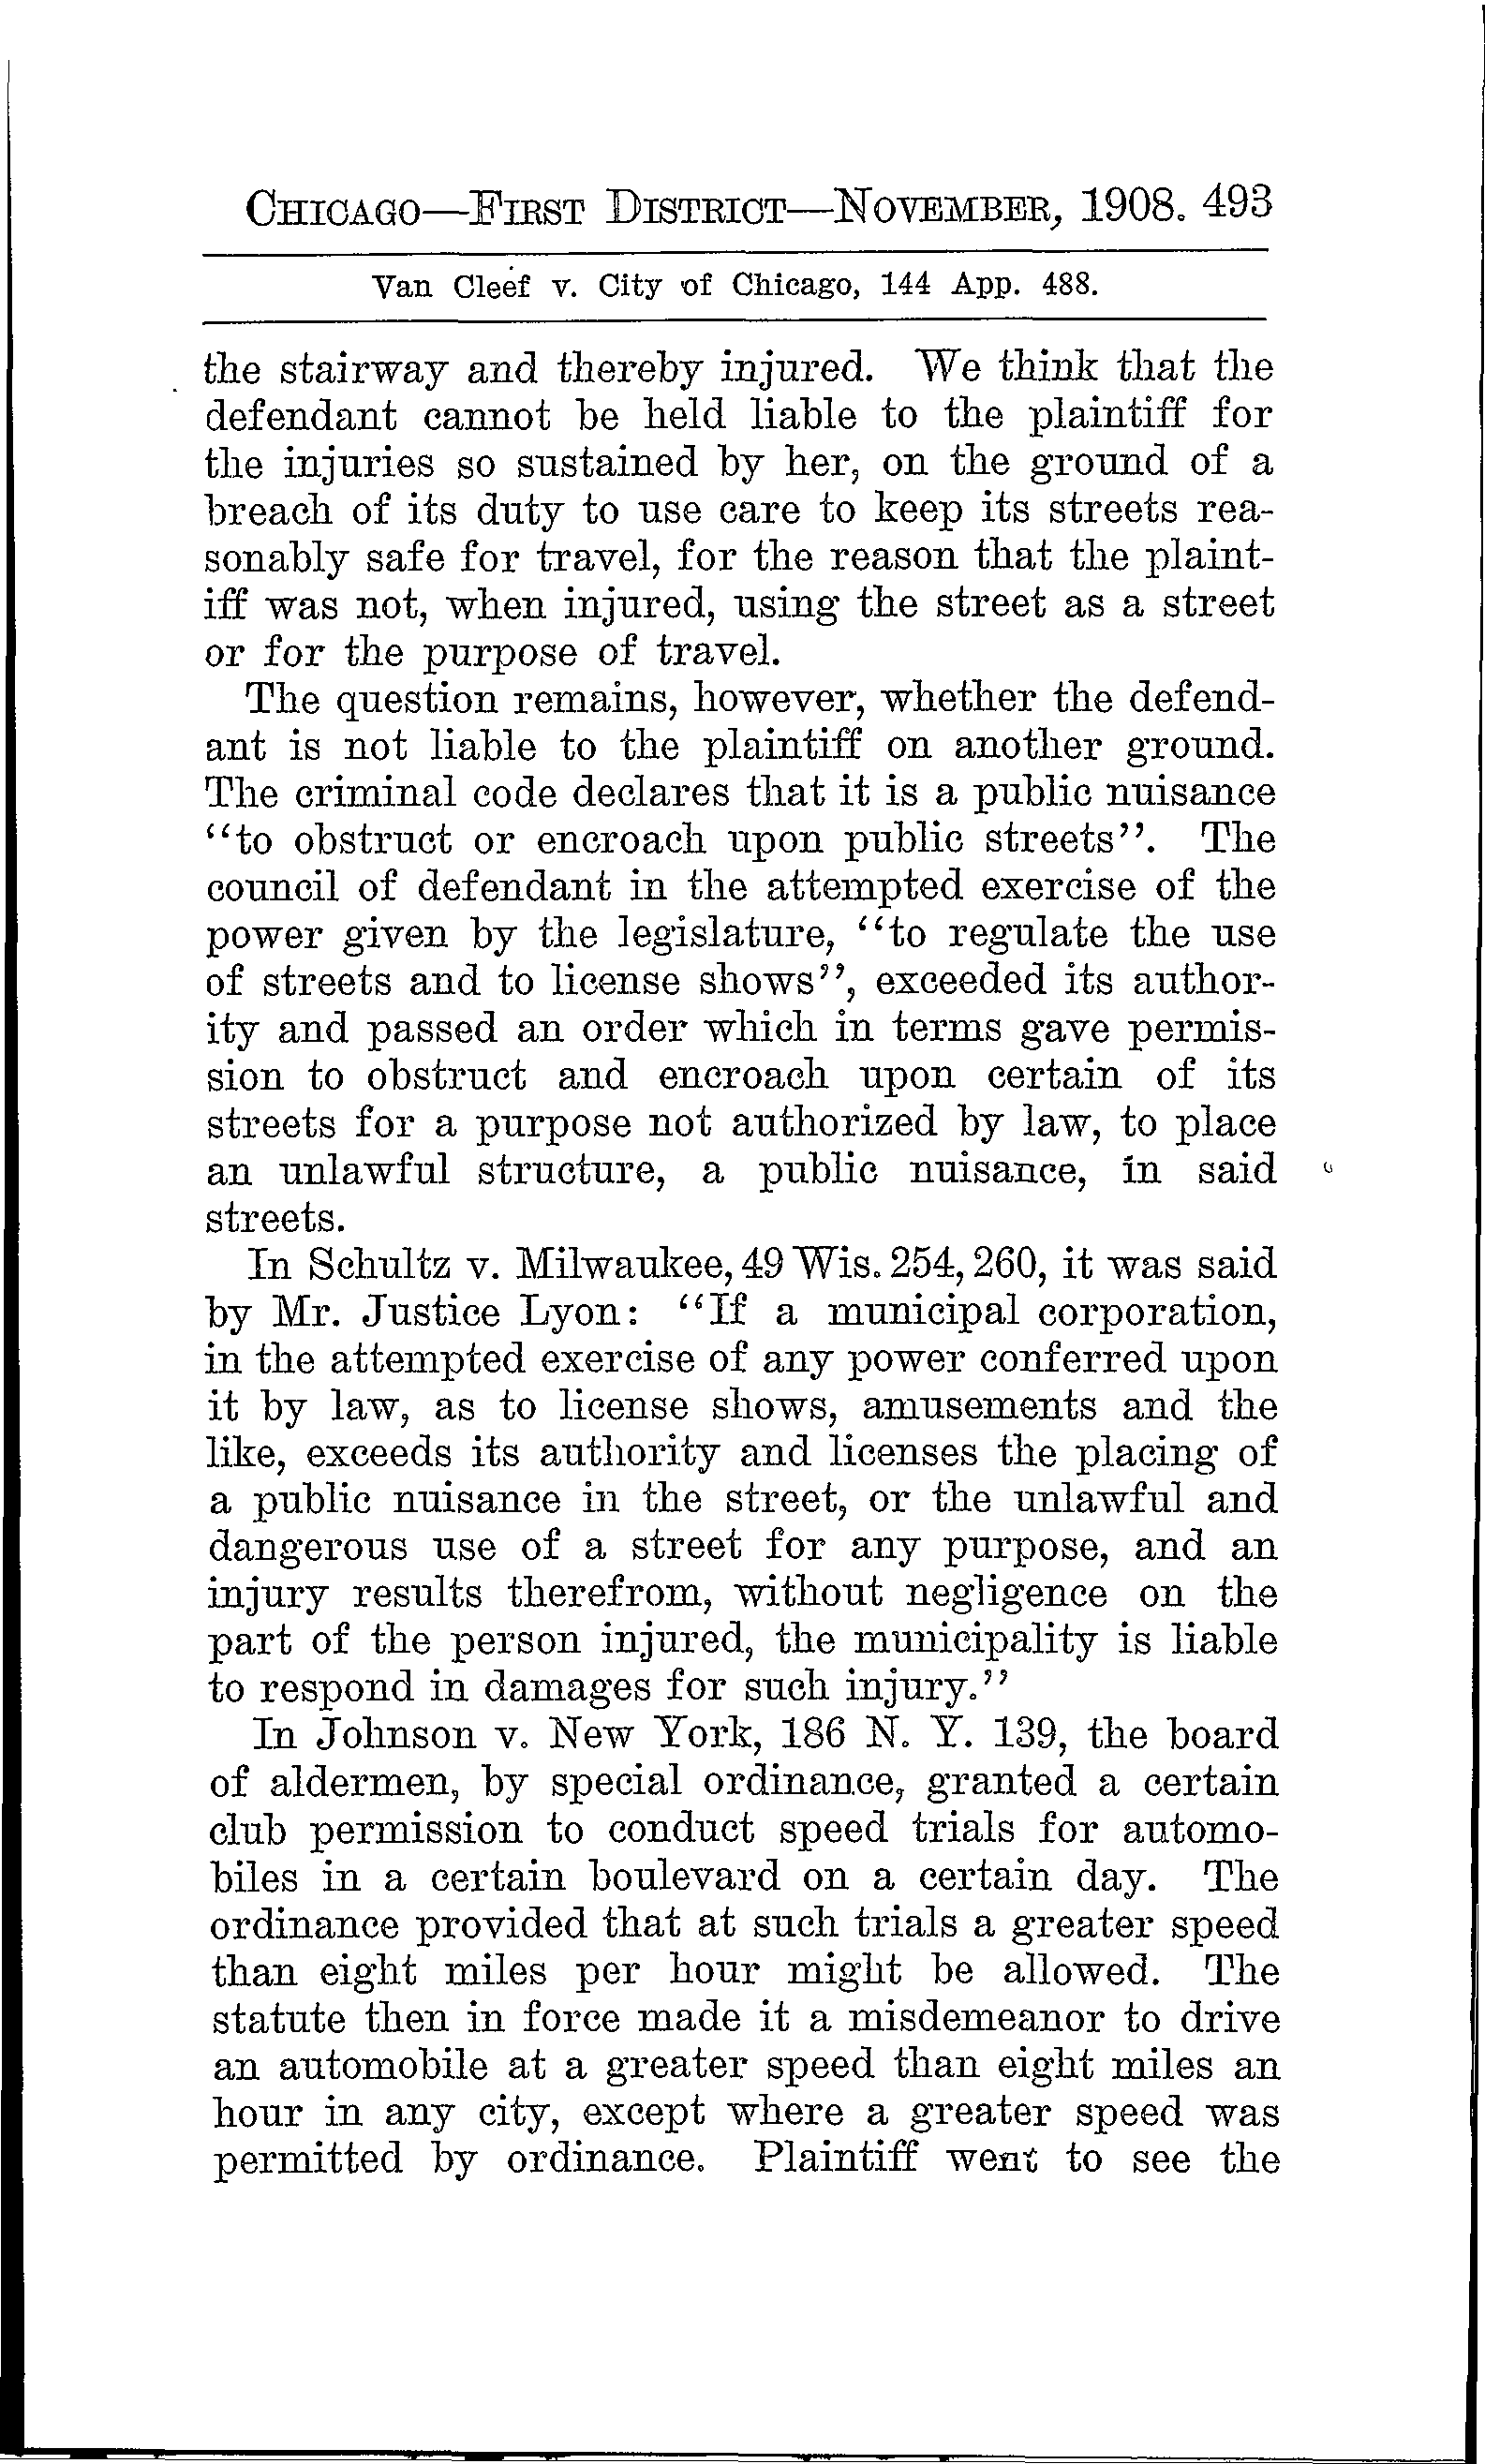 CHICAGO—FIRST DISTRICT—NOVEMBER, 1908. 493
Van Cleef v. City of Chicago, 144 App. 488.
the stairway and thereby injured. We think that the
defendant cannot be held liable to the plaintiff for
the injuries so sustained by her, on the ground of a
breach of its duty to use care to keep its streets rea-
sonably safe for travel, for the reason that the plaint-
iff was not, when injured, using the street as a street
or for the purpose of travel.
The question remains, however, whether the defend-
ant is not liable to the plaintiff on another ground.
The criminal code declares that it is a public nuisance
"to obstruct or encroach upon public streets". The
council of defendant in the attempted exercise of the
power given by the legislature, "to regulate the use
of streets and to license shows", exceeded its author-
ity and passed an order which in terms gave permis-
sion to obstruct and encroach upon certain of its
streets for a purpose not authorized by law, to place
an unlawful structure, a public nuisance, in said
streets.
In Schultz v. Milwaukee, 49 Wis. 254, 260, it was said
by Mr. Justice Lyon: "If a municipal corporation,
in the attempted exercise of any power conferred upon
it by law, as to license shows, amusements and the
like, exceeds its authority and licenses the placing of
a public nuisance in the street, or the unlawful and
dangerous use of a street for any purpose, and an
injury results therefrom, without negligence on the
part of the person injured, the municipality is liable
to respond in damages for such injury."
In Johnson v. New York, 186 N. Y. 139, the board
of aldermen, by special ordinance, granted a certain
club permission to conduct speed trials for automo-
biles in a certain boulevard on a certain day. The
ordinance provided that at such trials a greater speed
than eight miles per hour might be allowed. The
statute then in force made it a misdemeanor to drive
an automobile at a greater speed than eight miles an
hour in any city, except where a greater speed was
permitted by ordinance. Plaintiff went to see the